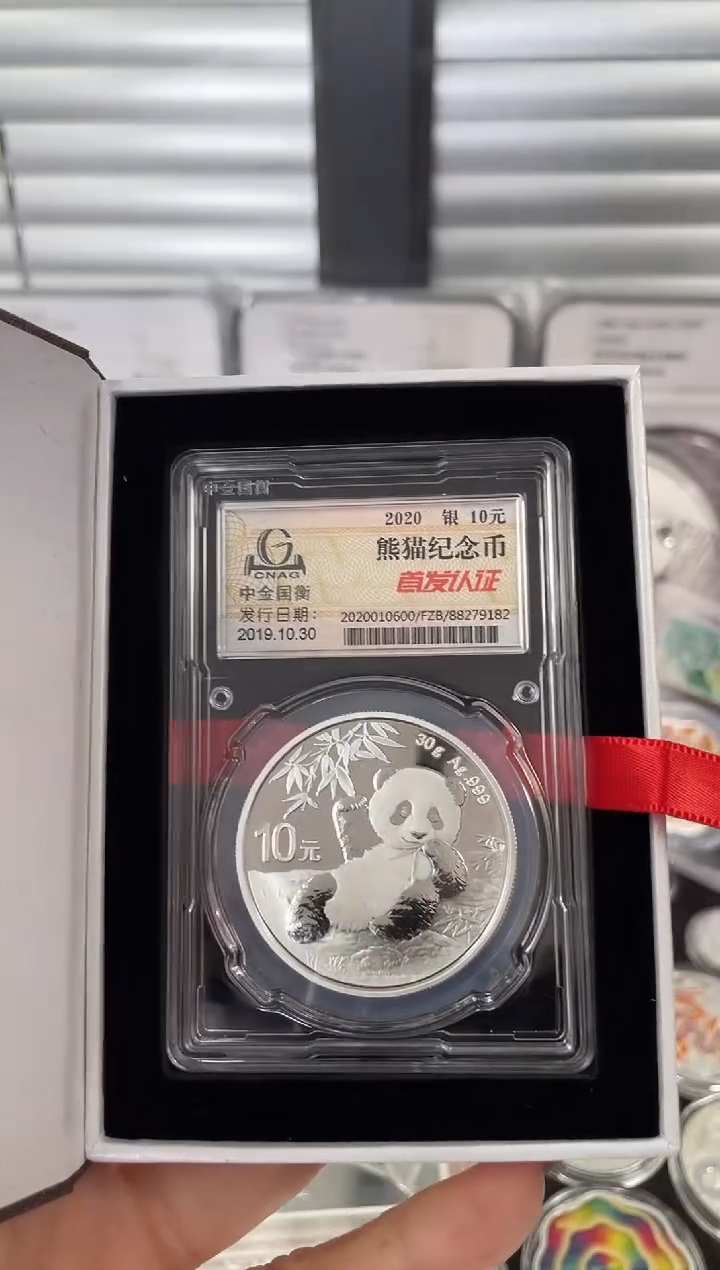 中金国衡
2020 银 10元
熊猫纪念币
首发认证
CNAG
中金国衡
发行日期：
2019.10.30
2020010600/FZB/88279182
30g Ag.999
10元